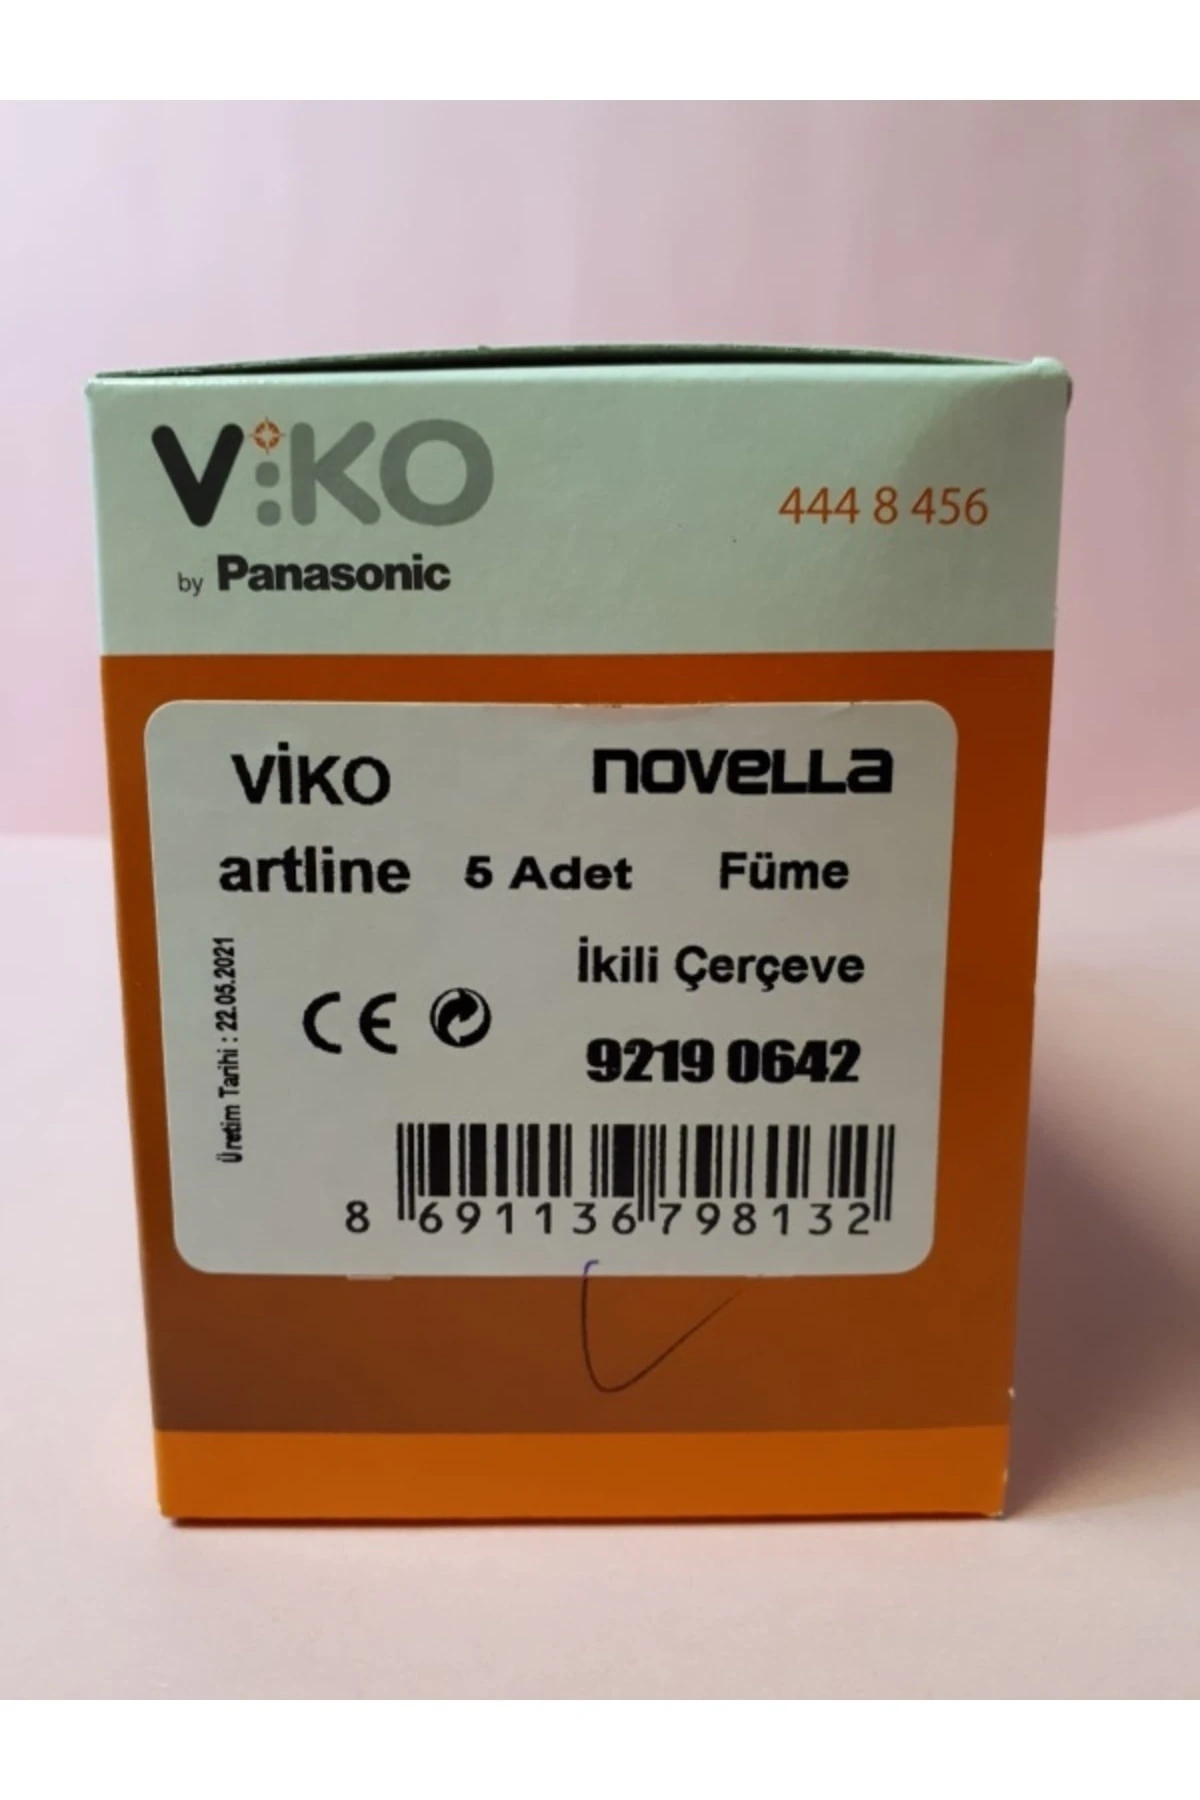 ViKO
by Panasonic
444 8 456
VİKO novella
artline 5 Adet Füme
İkili Çerçeve
Üretim Tarihi : 22.05.2021
CE
9219 0642
8 691136 798132